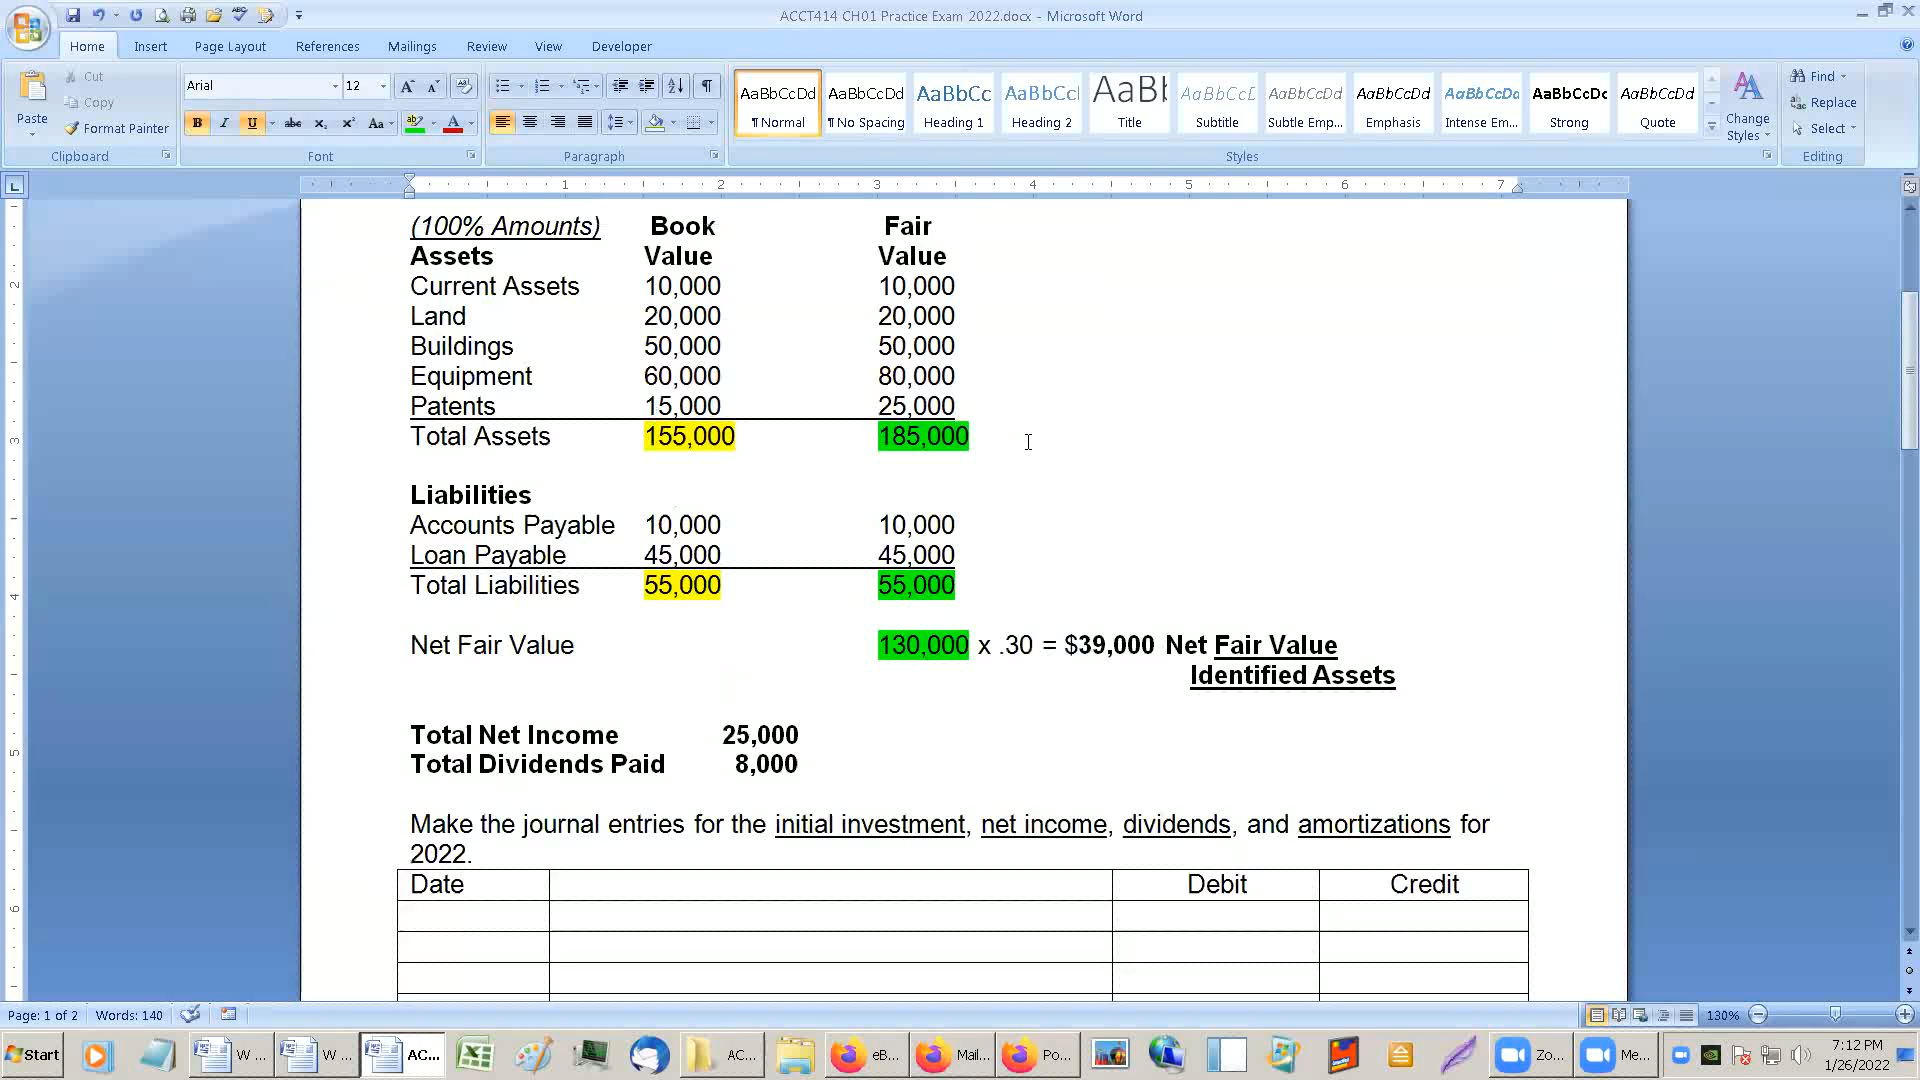 ACCT414 CH01 Practice Exam 2022.docx - Microsoft Word
Home Insert Page Layout References Mailings Review View Developer
Paste Cut Copy Format Painter
Arial 12
AaBbCcDd AaBbCcDd AaBbCc AaBbCcI AaBl AaBbCcL AaBbCcDd AaBbCcDd AaBbCcDd AaBbCcDc AaBbCcDd
¶ Normal ¶ No Spacing Heading 1 Heading 2 Title Subtitle Subtle Emp... Emphasis Intense Em... Strong Quote
Change Styles
Find Replace Select
Clipboard Font Paragraph Styles Editing
1 2 3 4 5 6 7
(100% Amounts) Book Fair
Assets Value Value
Current Assets 10,000 10,000
Land 20,000 20,000
Buildings 50,000 50,000
Equipment 60,000 80,000
Patents 15,000 25,000
Total Assets 155,000 185,000
Liabilities
Accounts Payable 10,000 10,000
Loan Payable 45,000 45,000
Total Liabilities 55,000 55,000
Net Fair Value 130,000 x .30 = $39,000 Net Fair Value
Identified Assets
Total Net Income 25,000
Total Dividends Paid 8,000
Make the journal entries for the initial investment, net income, dividends, and amortizations for
2022.
Date Debit Credit
Page: 1 of 2 Words: 140 130%
Start W ... W ... AC... AC... eB... Mail... Po... Zo... Me... 7:12 PM
1/26/2022